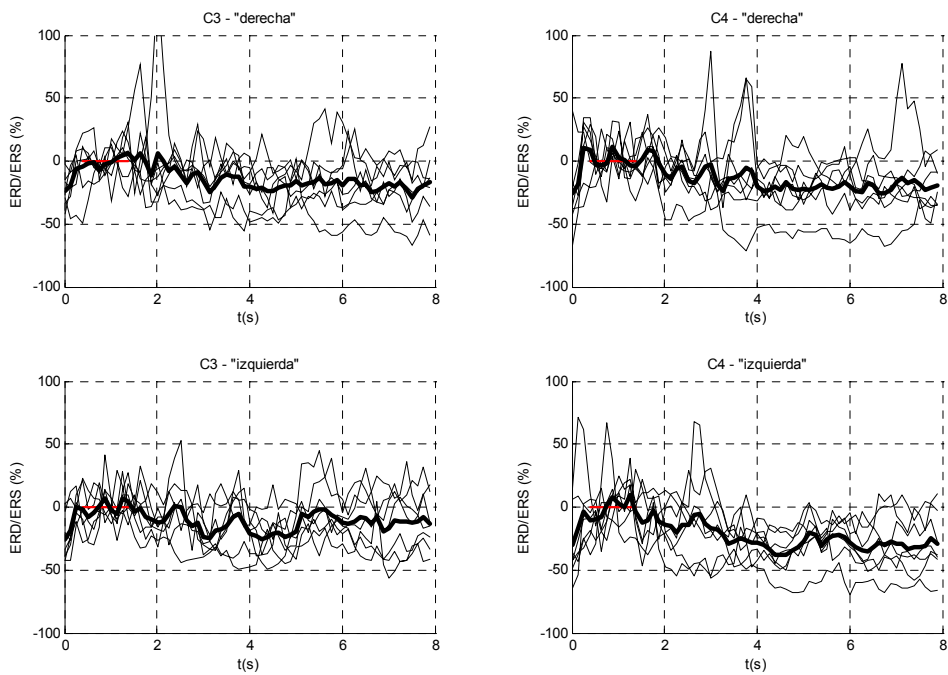 C3 - "derecha"
100
50
0
-50
-100
ERD/ERS (%)
0 2 4 6 8
t(s)
C4 - "derecha"
100
50
0
-50
-100
ERD/ERS (%)
0 2 4 6 8
t(s)
C3 - "izquierda"
100
50
0
-50
-100
ERD/ERS (%)
0 2 4 6 8
t(s)
C4 - "izquierda"
100
50
0
-50
-100
ERD/ERS (%)
0 2 4 6 8
t(s)